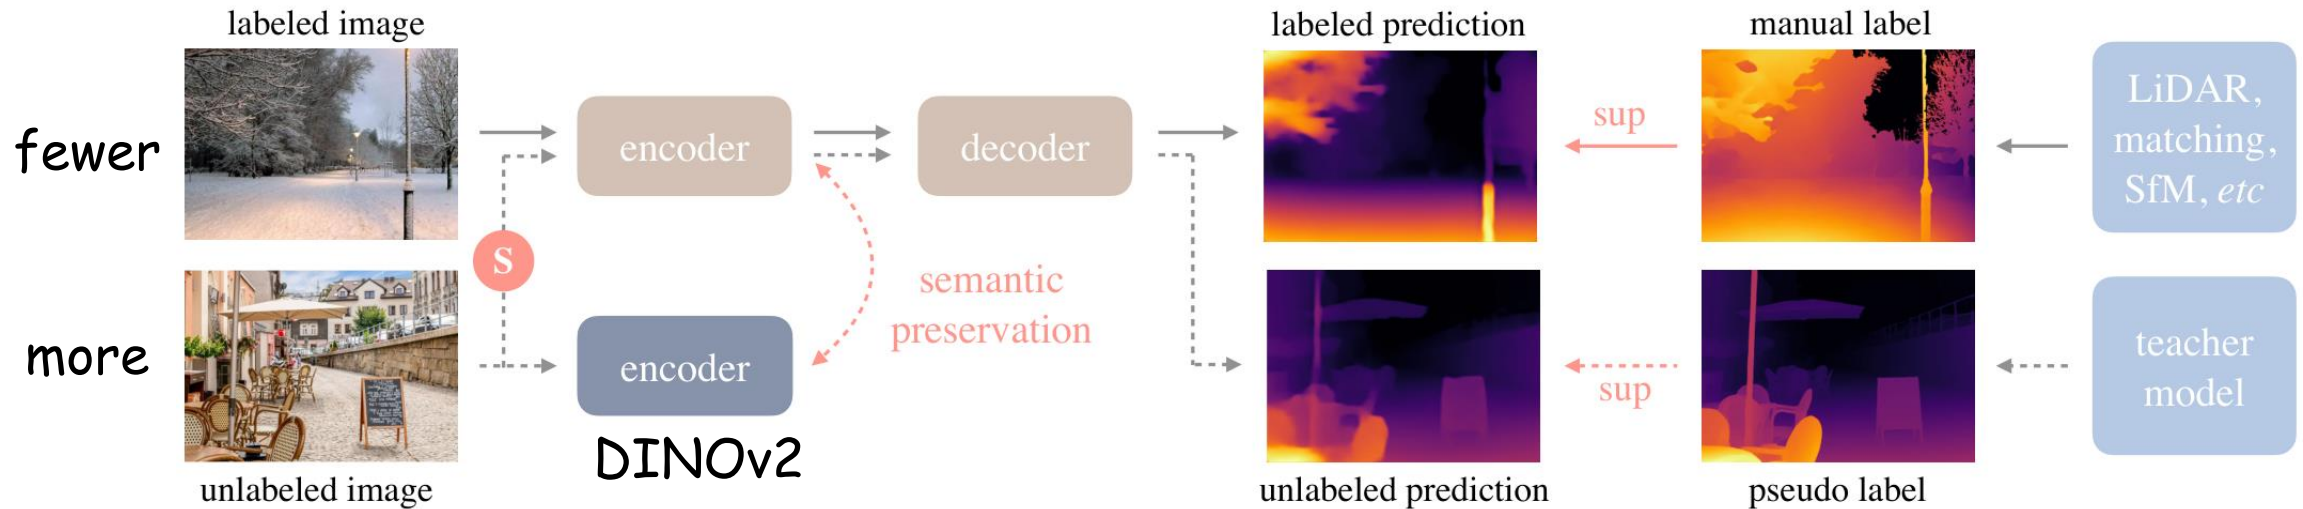 labeled image
labeled prediction
manual label
fewer
encoder
decoder
sup
LiDAR,
matching,
SfM, etc
S
semantic
preservation
more
encoder
sup
teacher
model
DINOv2
unlabeled image
unlabeled prediction
pseudo label